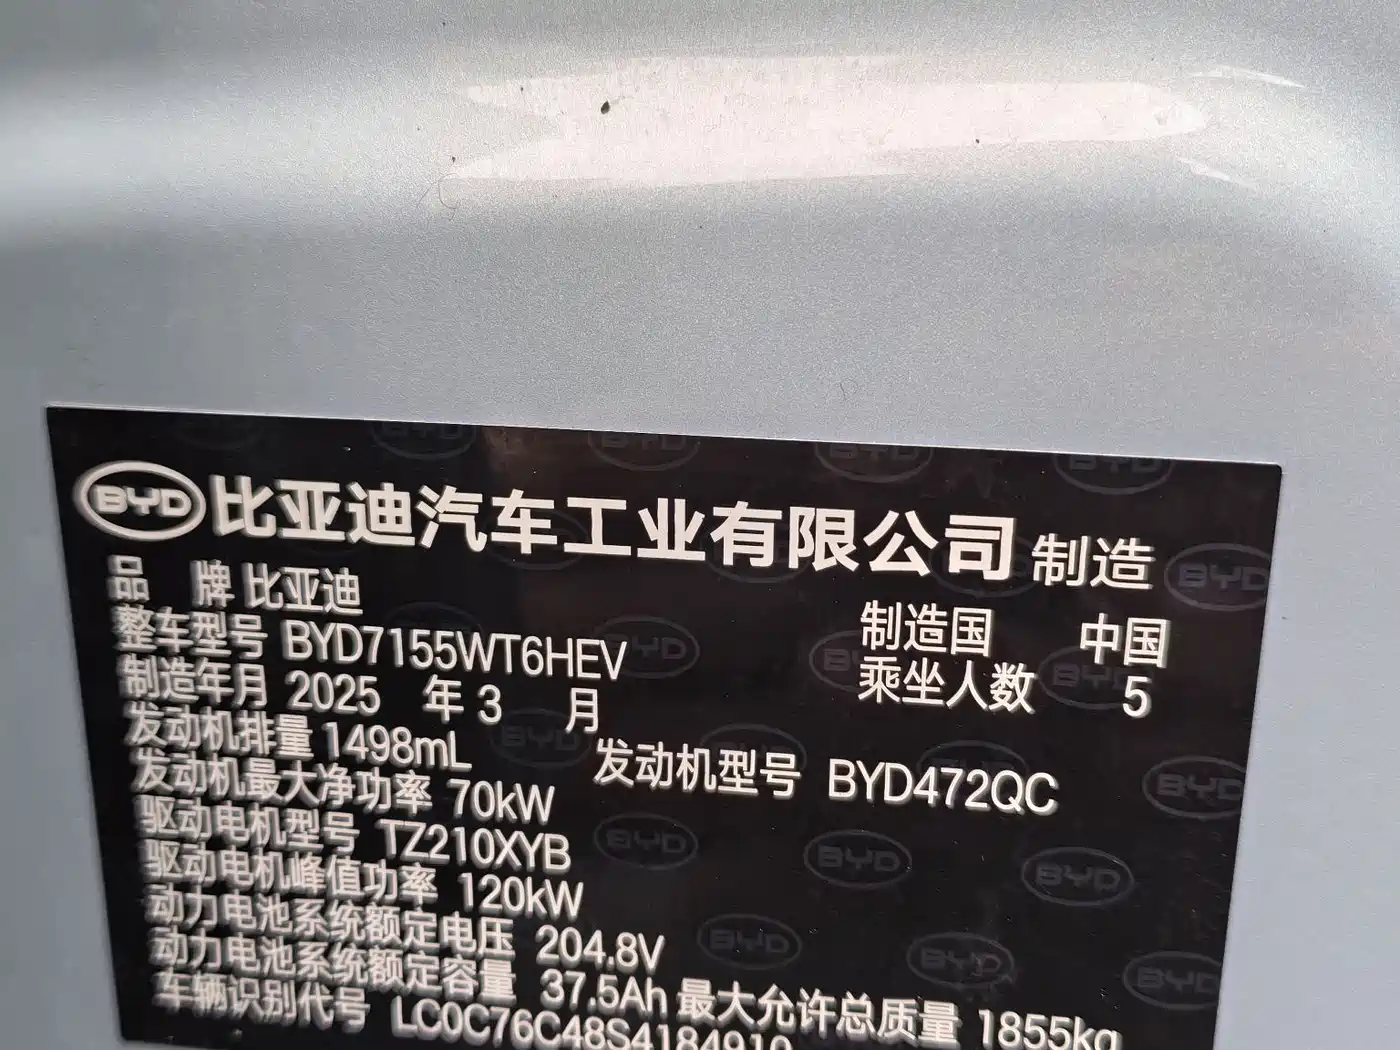 BYD 比亚迪汽车工业有限公司 制造
品 牌 比亚迪
制造国 中国
整车型号 BYD7155WT6HEV
乘坐人数 5
制造年月 2025 年 3 月
发动机排量 1498mL
发动机型号 BYD472QC
发动机最大净功率 70kW
驱动电机型号 TZ210XYB
驱动电机峰值功率 120kW
动力电池系统额定电压 204.8V
动力电池系统额定容量 37.5Ah 最大允许总质量 1855kg
车辆识别代号 LC0C76C48S4184910